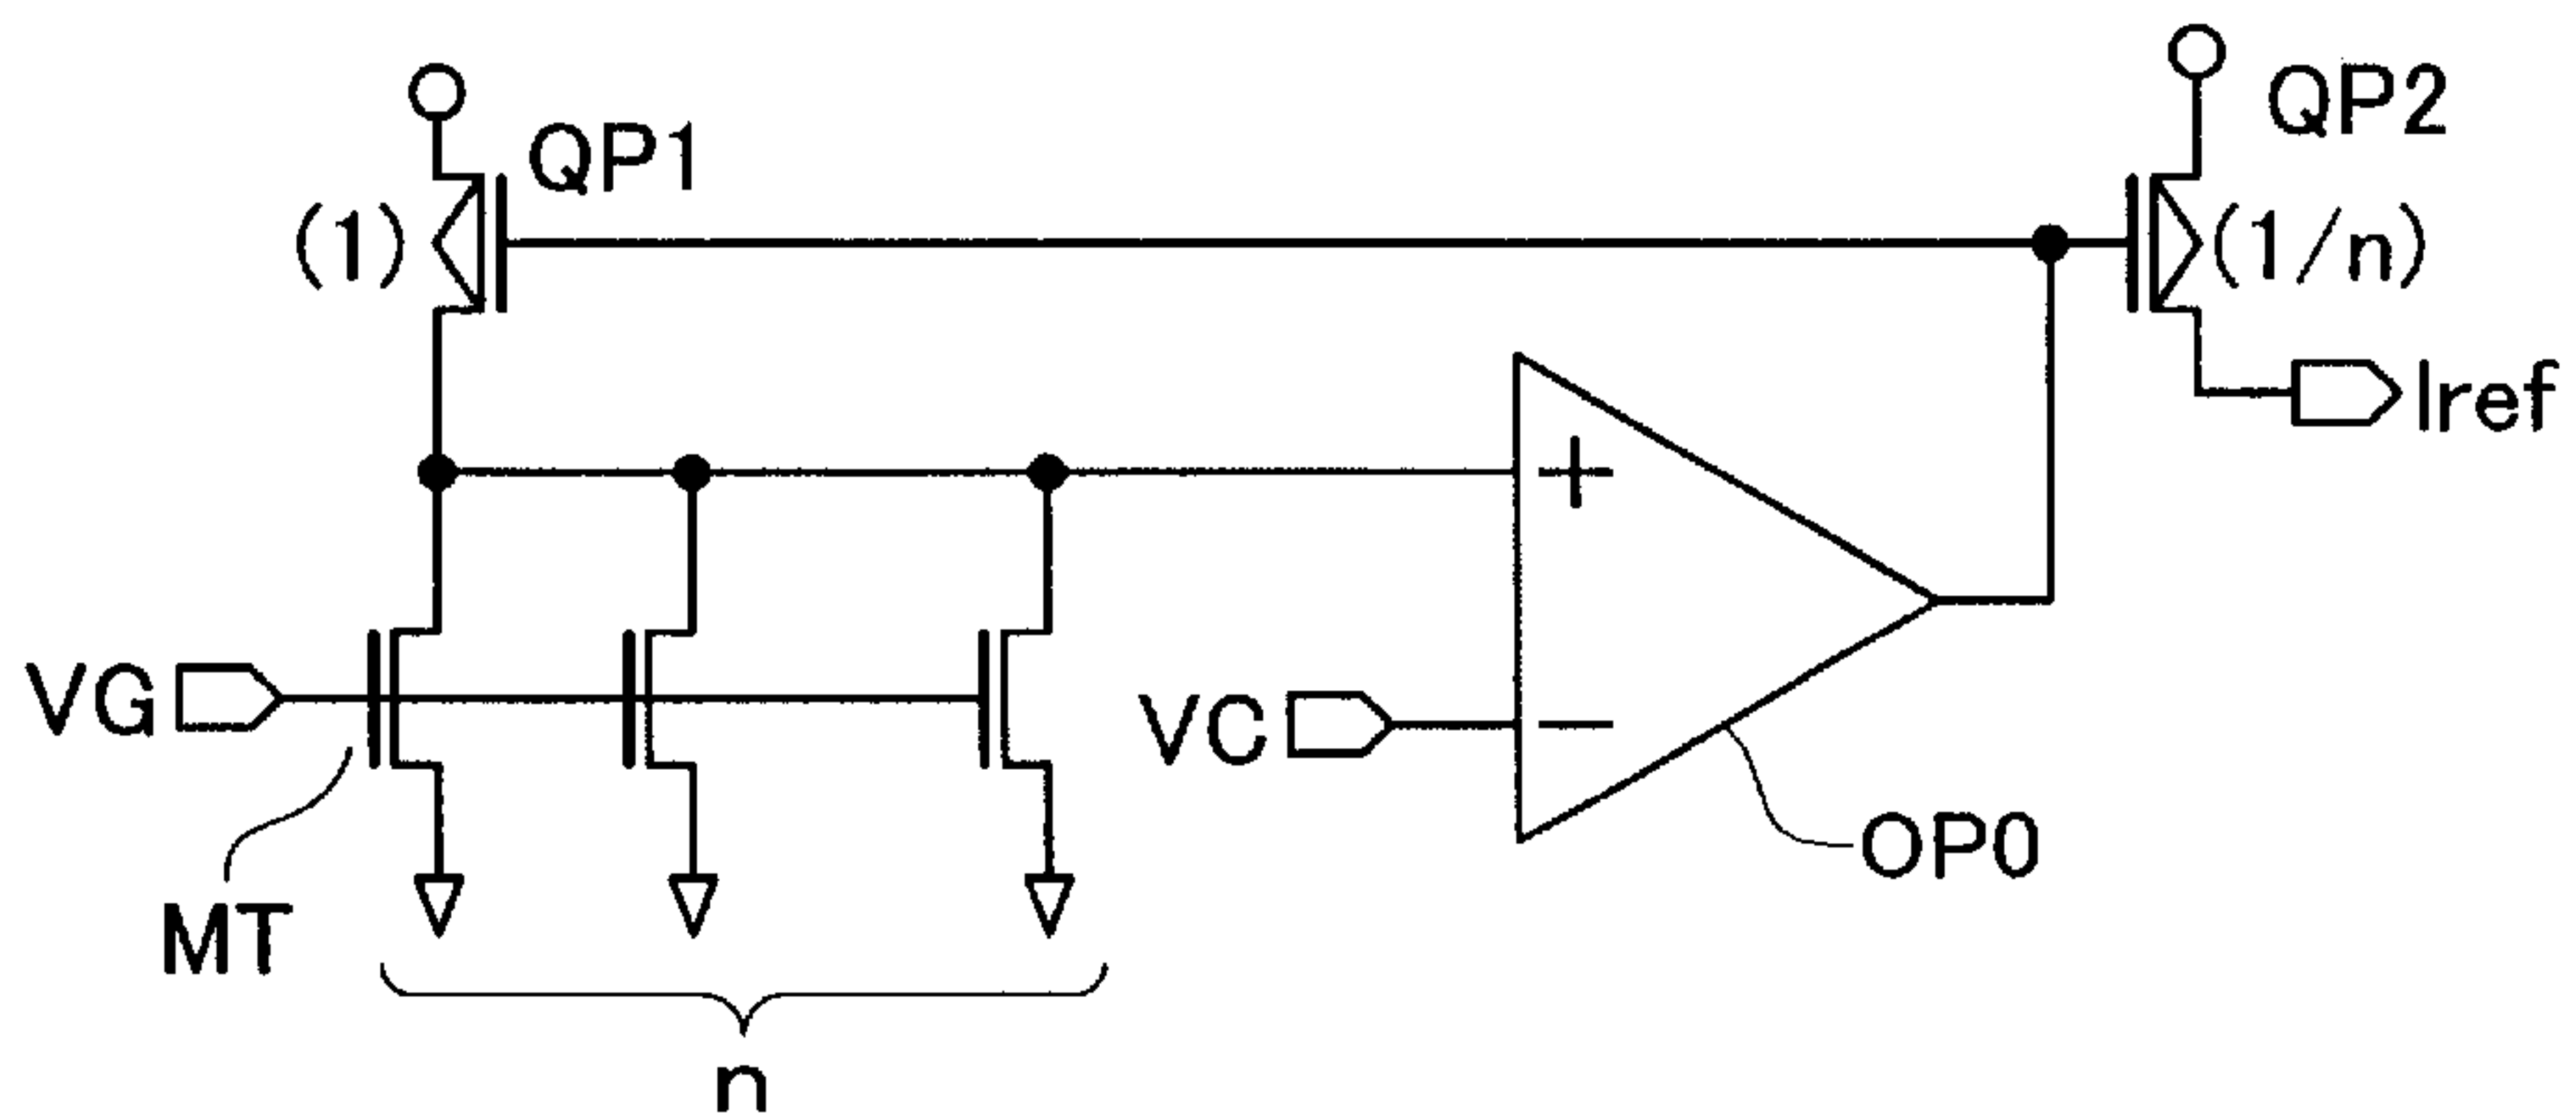 QP1
QP2
(1)
(1/n)
Iref
+
VG
VC
−
OP0
MT
n